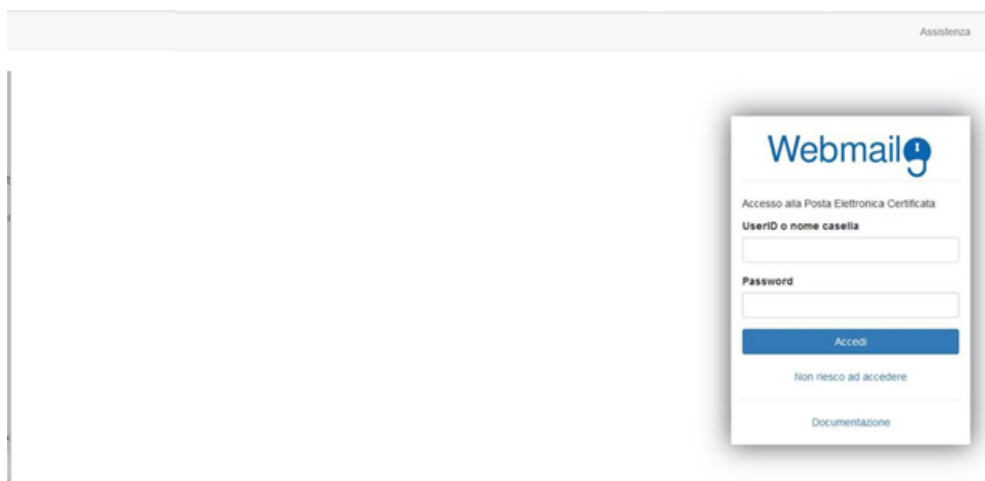 Assistenza
Webmail
Accesso alla Posta Elettronica Certificata
UserID o nome casella
Password
Accedi
Non riesco ad accedere
Documentazione